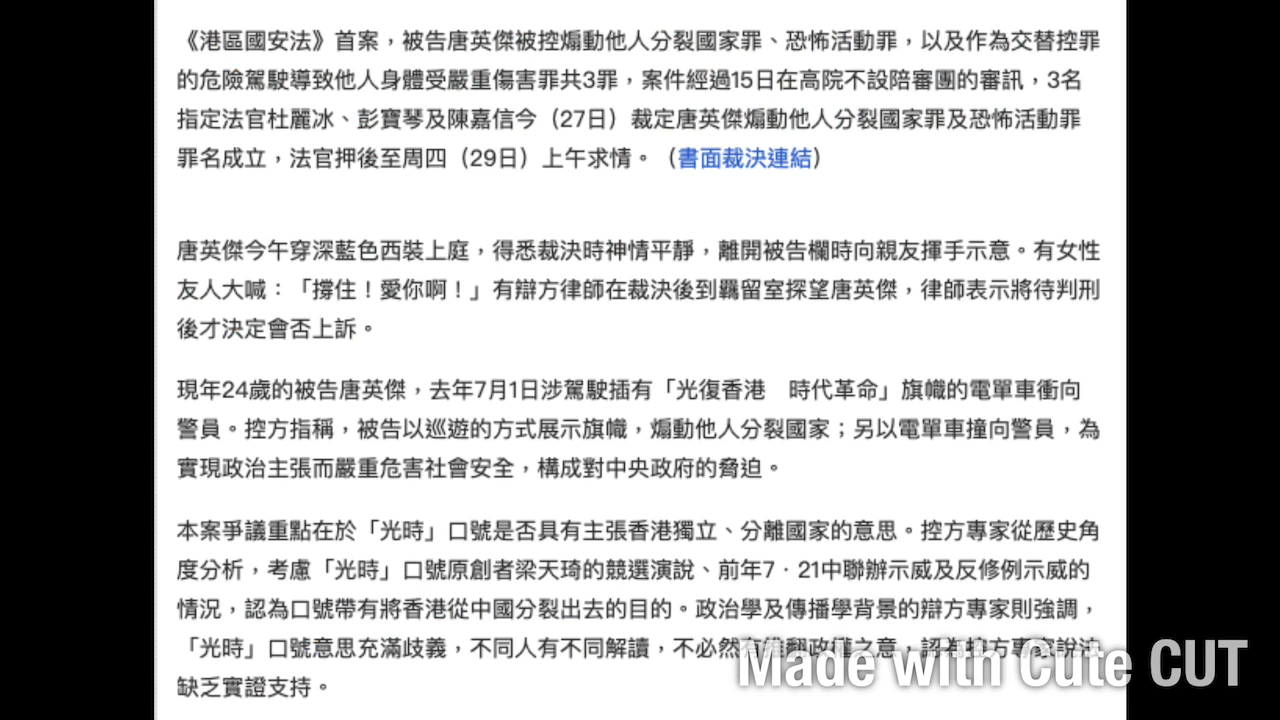 《港區國安法》首案，被告唐英傑被控煽動他人分裂國家罪、恐怖活動罪，以及作為交替控罪
的危險駕駛導致他人身體受嚴重傷害罪共3罪，案件經過15日在高院不設陪審團的審訊，3名
指定法官杜麗冰、彭寶琴及陳嘉信今（27日）裁定唐英傑煽動他人分裂國家罪及恐怖活動罪
罪名成立，法官押後至周四（29日）上午求情。（書面裁決連結）
唐英傑今午穿深藍色西裝上庭，得悉裁決時神情平靜，離開被告欄時向親友揮手示意。有女性
友人大喊：「撐住！愛你啊！」有辯方律師在裁決後到羈留室探望唐英傑，律師表示將待判刑
後才決定會否上訴。
現年24歲的被告唐英傑，去年7月1日涉駕駛插有「光復香港　時代革命」旗幟的電單車衝向
警員。控方指稱，被告以巡遊的方式展示旗幟，煽動他人分裂國家；另以電單車撞向警員，為
實現政治主張而嚴重危害社會安全，構成對中央政府的脅迫。
本案爭議重點在於「光時」口號是否具有主張香港獨立、分離國家的意思。控方專家從歷史角
度分析，考慮「光時」口號原創者梁天琦的競選演說、前年7．21中聯辦示威及反修例示威的
情況，認為口號帶有將香港從中國分裂出去的目的。政治學及傳播學背景的辯方專家則強調，
「光時」口號意思充滿歧義，不同人有不同解讀，不必然有推翻政權之意，認為控方專家說法
缺乏實證支持。
Made with Cute CUT